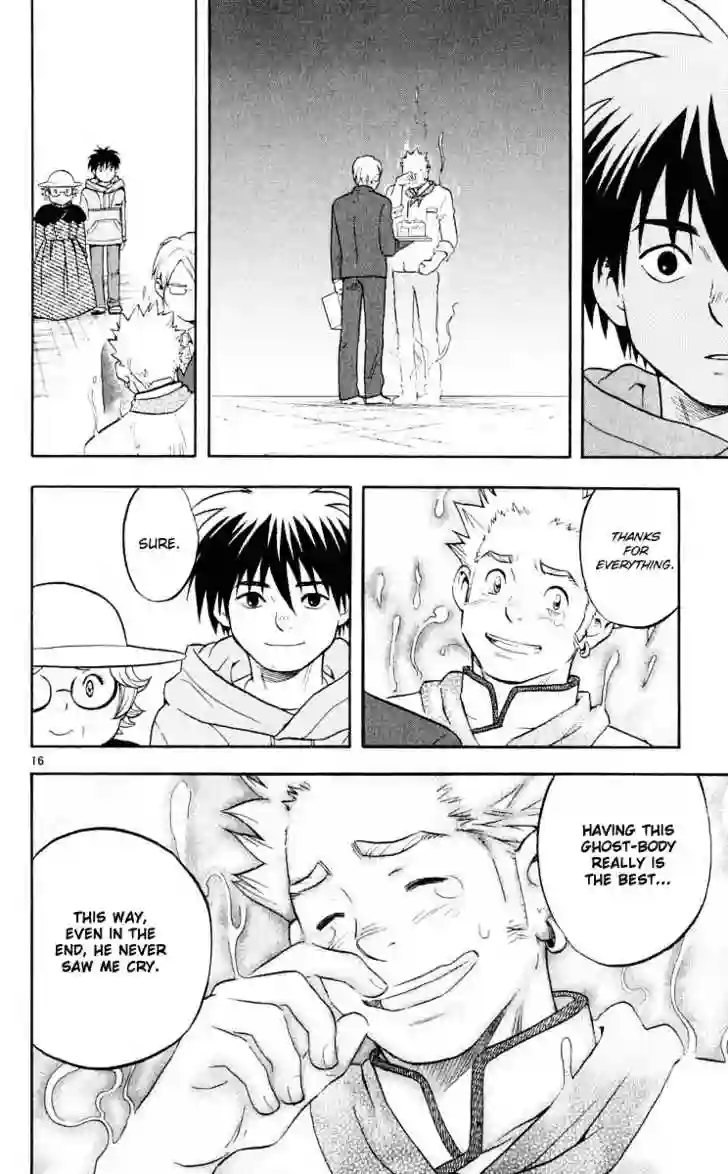 THANKS
FOR
EVERYTHING.
SURE.
16
HAVING THIS
GHOST-BODY
REALLY IS
THE BEST...
THIS WAY,
EVEN IN THE
END, HE NEVER
SAW ME CRY.